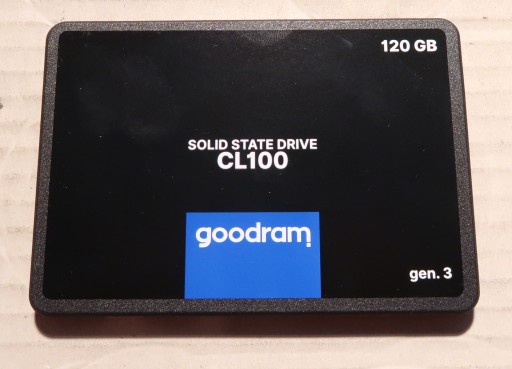 120 GB
SOLID STATE DRIVE
CL100
goodram
gen. 3